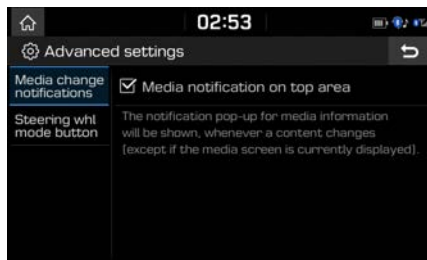 02:53
Advanced settings
Media change
notifications
Media notification on top area
Steering whl
mode button
The notification pop-up for media information
will be shown, whenever a content changes
(except if the media screen is currently displayed).